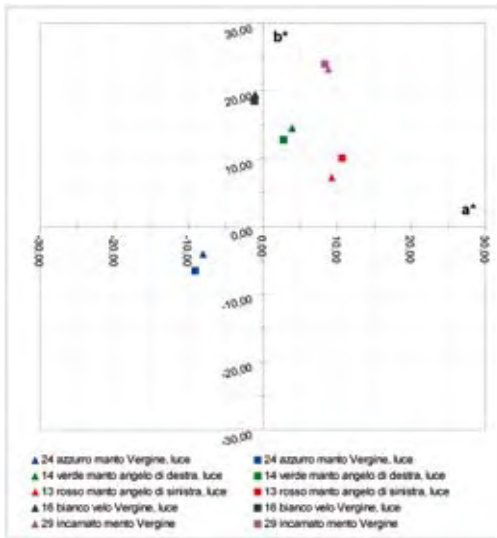 b*
30,00
20,00
10,00
a*
0,00
-30,00
-20,00
-10,00
0,00
10,00
20,00
30,00
-10,00
-20,00
-30,00
24 azzurro manto Vergine, luce
24 azzurro manto Vergine, luce
14 verde manto angelo di destra, luce
14 verde manto angelo di destra, luce
13 rosso manto angelo di sinistra, luce
13 rosso manto angelo di sinistra, luce
16 bianco velo Vergine, luce
16 bianco velo Vergine, luce
29 incarnato mento Vergine
29 incarnato mento Vergine